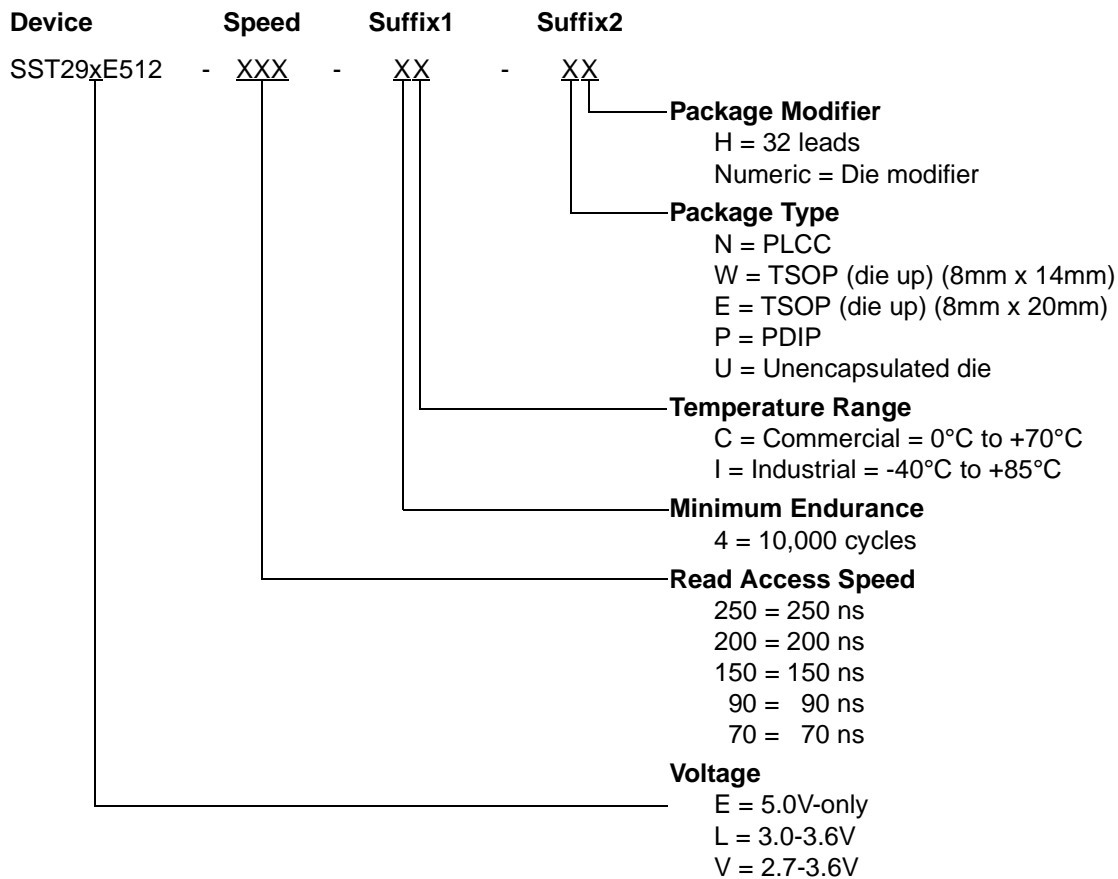 Device Speed Suffix1 Suffix2
SST29xE512 - XXX - XX - XX
Package Modifier
H = 32 leads
Numeric = Die modifier
Package Type
N = PLCC
W = TSOP (die up) (8mm x 14mm)
E = TSOP (die up) (8mm x 20mm)
P = PDIP
U = Unencapsulated die
Temperature Range
C = Commercial = 0°C to +70°C
I = Industrial = -40°C to +85°C
Minimum Endurance
4 = 10,000 cycles
Read Access Speed
250 = 250 ns
200 = 200 ns
150 = 150 ns
90 = 90 ns
70 = 70 ns
Voltage
E = 5.0V-only
L = 3.0-3.6V
V = 2.7-3.6V